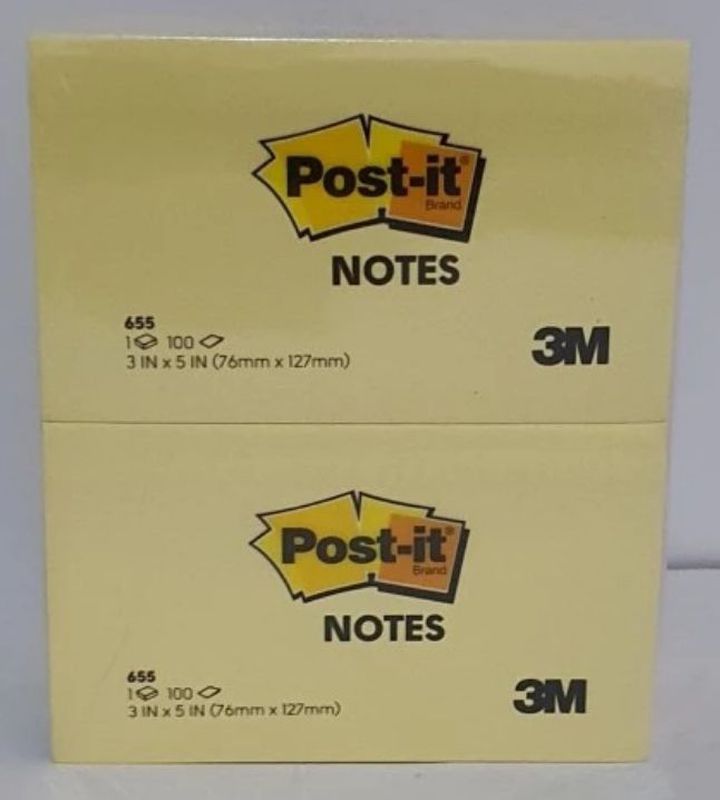 Post-it®
Brand
NOTES
655
1 100
3 IN x 5 IN (76mm x 127mm)
3M
Post-it®
Brand
NOTES
655
1 100
3 IN x 5 IN (76mm x 127mm)
3M